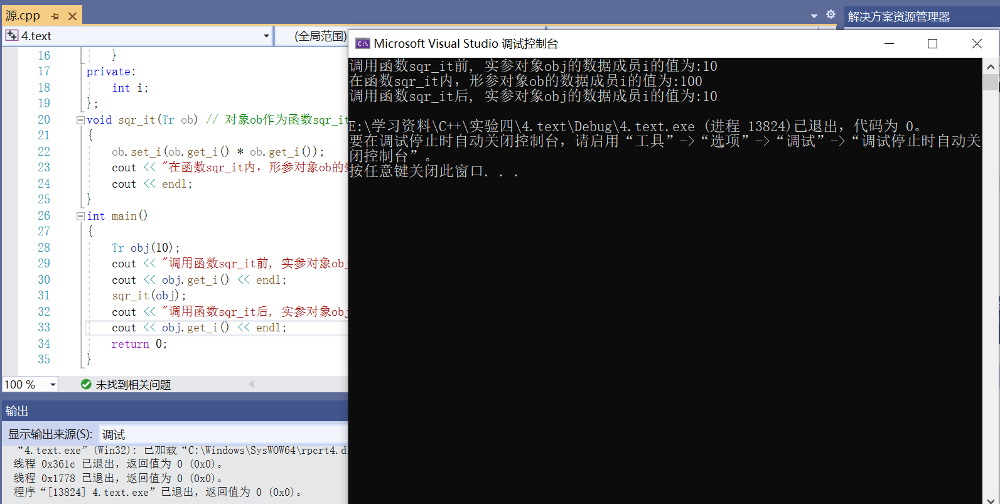 源.cpp
解决方案资源管理器
4.text
(全局范围)
16 }
17 private:
18 int i;
19 };
20 void sqr_it(Tr ob) // 对象ob作为函数sqr_it
21 {
22 ob.set_i(ob.get_i() * ob.get_i());
23 cout << "在函数sqr_it内，形参对象ob的数
24 cout << endl;
25 }
26 int main()
27 {
28 Tr obj(10);
29 cout << "调用函数sqr_it前，实参对象obj
30 cout << obj.get_i() << endl;
31 sqr_it(obj);
32 cout << "调用函数sqr_it后，实参对象obj
33 cout << obj.get_i() << endl;
34 return 0;
35 }
100 %
未找到相关问题
输出
显示输出来源(S):
调试
“4.text.exe”(Win32): 已加载“C:\Windows\SysWOW64\rpcrt4.d
线程 0x361c 已退出，返回值为 0 (0x0)。
线程 0x1778 已退出，返回值为 0 (0x0)。
程序“[13824] 4.text.exe”已退出，返回值为 0 (0x0)。
C:\ Microsoft Visual Studio 调试控制台
调用函数sqr_it前，实参对象obj的数据成员i的值为:10
在函数sqr_it内，形参对象ob的数据成员i的值为:100
调用函数sqr_it后，实参对象obj的数据成员i的值为:10
E:\学习资料\C++\实验四\4.text\Debug\4.text.exe (进程 13824)已退出，代码为 0。
要在调试停止时自动关闭控制台，请启用“工具”->“选项”->“调试”->“调试停止时自动关
闭控制台”。
按任意键关闭此窗口. . .